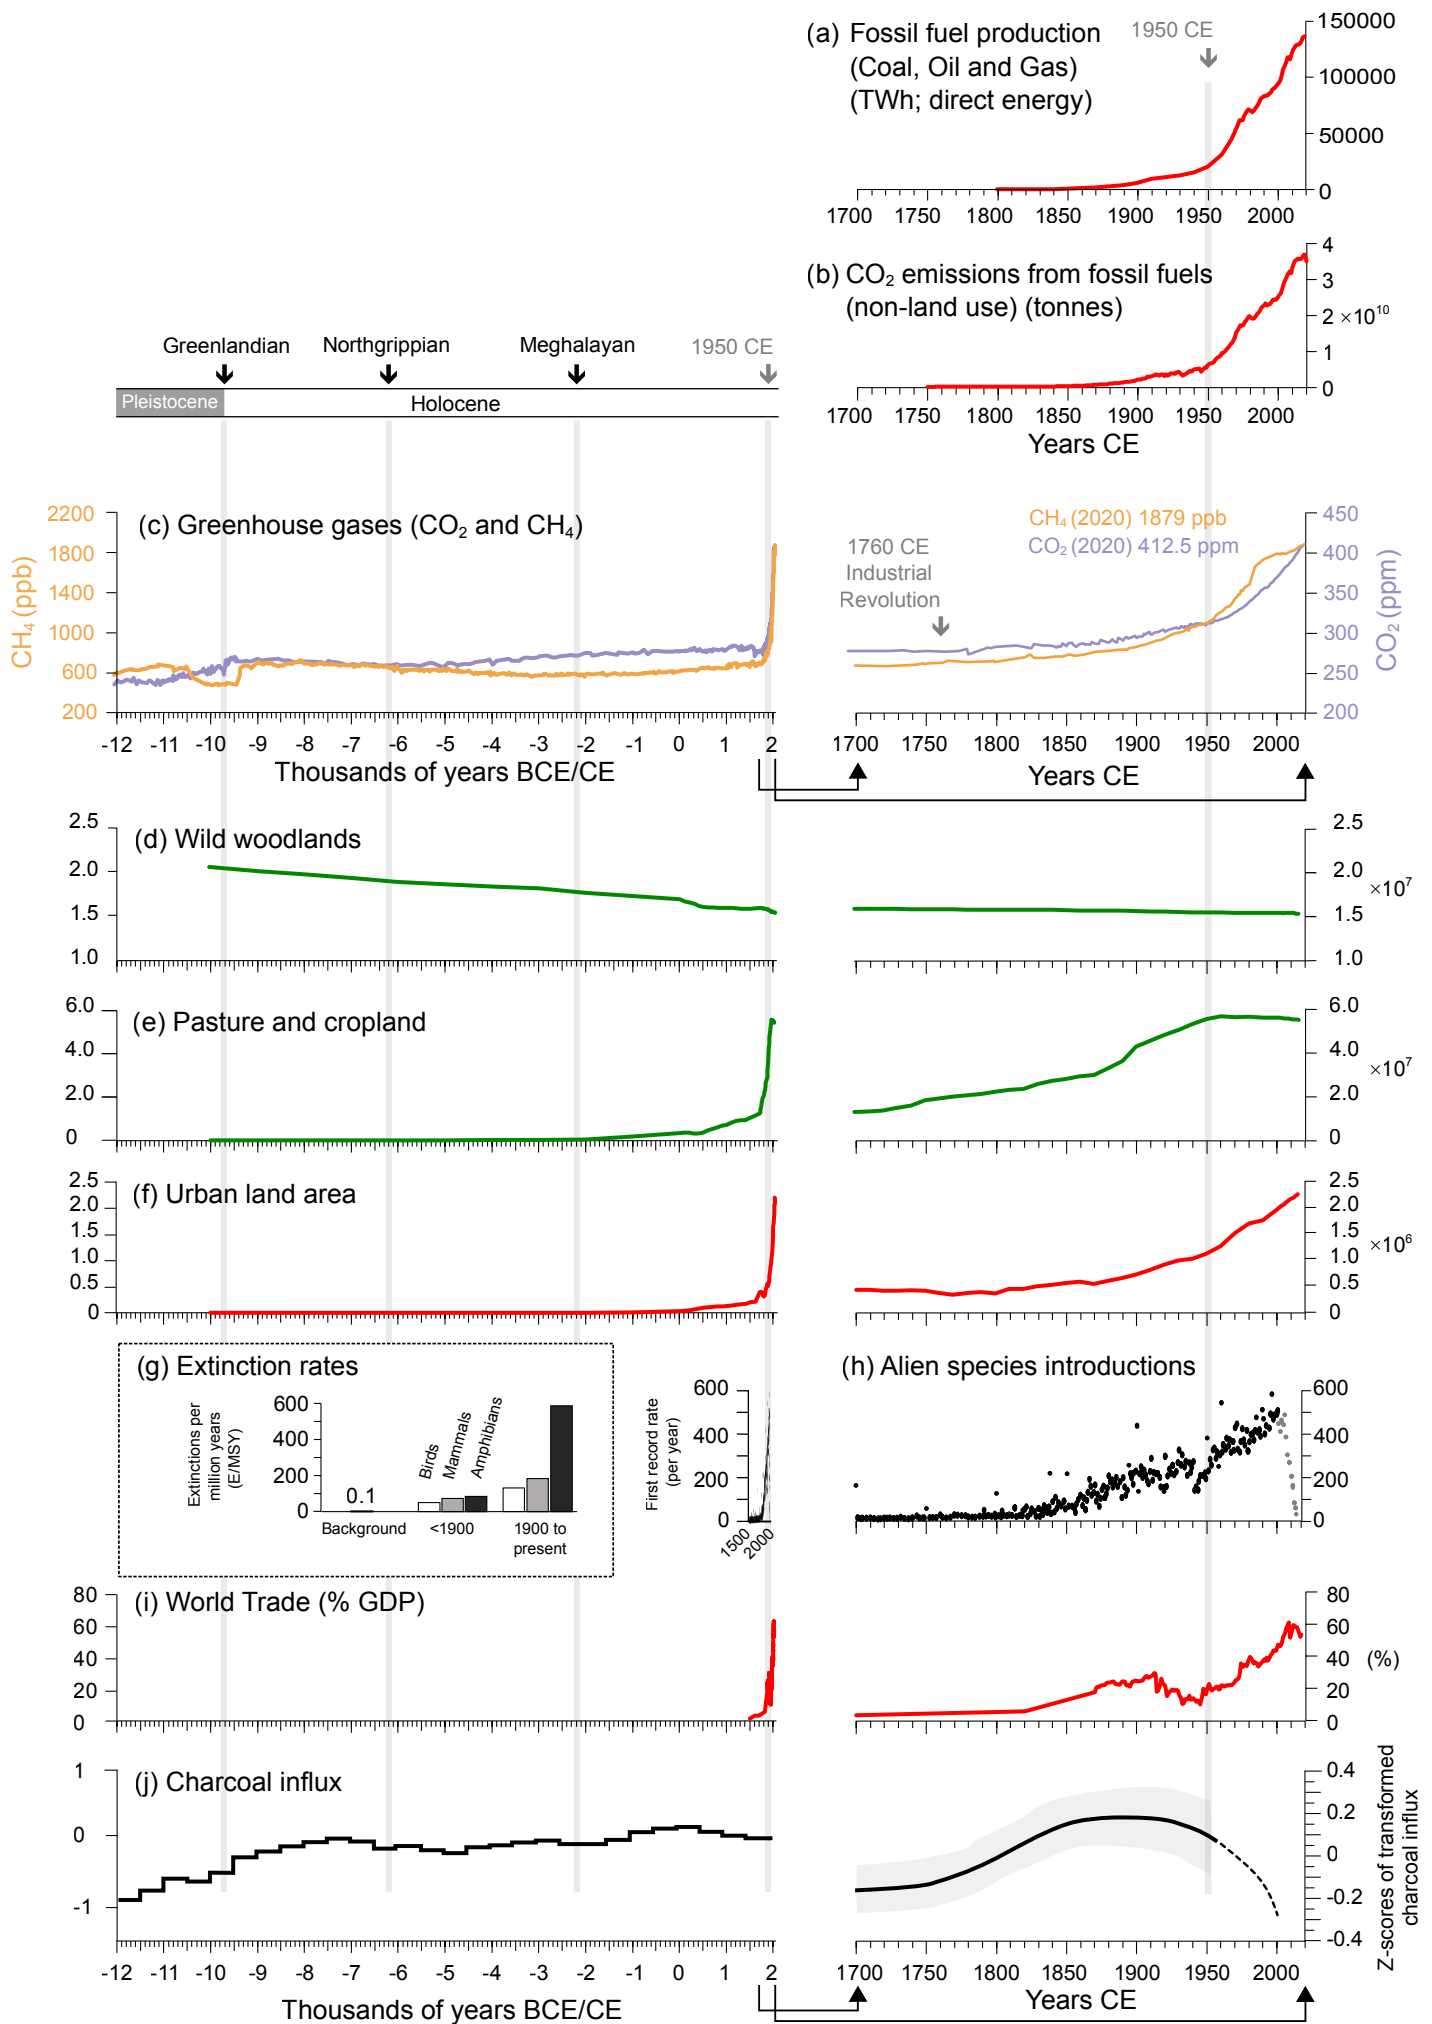 (a) Fossil fuel production
(Coal, Oil and Gas)
(TWh; direct energy)
1950 CE
150000
100000
50000
0
1700 1750 1800 1850 1900 1950 2000
(b) CO₂ emissions from fossil fuels
(non-land use) (tonnes)
4
3
2 ×10¹⁰
1
0
1700 1750 1800 1850 1900 1950 2000
Years CE
Greenlandian Northgrippian Meghalayan 1950 CE
Pleistocene Holocene
(c) Greenhouse gases (CO₂ and CH₄)
CH₄ (ppb)
2200
1800
1400
1000
600
200
-12 -11 -10 -9 -8 -7 -6 -5 -4 -3 -2 -1 0 1 2
Thousands of years BCE/CE
CH₄ (2020) 1879 ppb
CO₂ (2020) 412.5 ppm
1760 CE
Industrial
Revolution
450
400
350
300
250
200
CO₂ (ppm)
1700 1750 1800 1850 1900 1950 2000
Years CE
(d) Wild woodlands
2.5
2.0
1.5
1.0
2.5
2.0
×10⁷
1.5
1.0
(e) Pasture and cropland
6.0
4.0
2.0
0
6.0
4.0
×10⁷
2.0
0
(f) Urban land area
2.5
2.0
1.5
1.0
0.5
0
2.5
2.0
1.5
×10⁶
1.0
0.5
0
(g) Extinction rates
Extinctions per
million years
(E/MSY)
600
400
200
0
0.1
Birds
Mammals
Amphibians
Background <1900 1900 to
present
First record rate
(per year)
600
400
200
0
1500
2000
(h) Alien species introductions
600
400
200
0
(i) World Trade (% GDP)
80
60
40
20
0
80
60
40 (%)
20
0
(j) Charcoal influx
1
0
-1
0.4
0.2
0
-0.2
-0.4
Z-scores of transformed
charcoal influx
-12 -11 -10 -9 -8 -7 -6 -5 -4 -3 -2 -1 0 1 2
Thousands of years BCE/CE
1700 1750 1800 1850 1900 1950 2000
Years CE